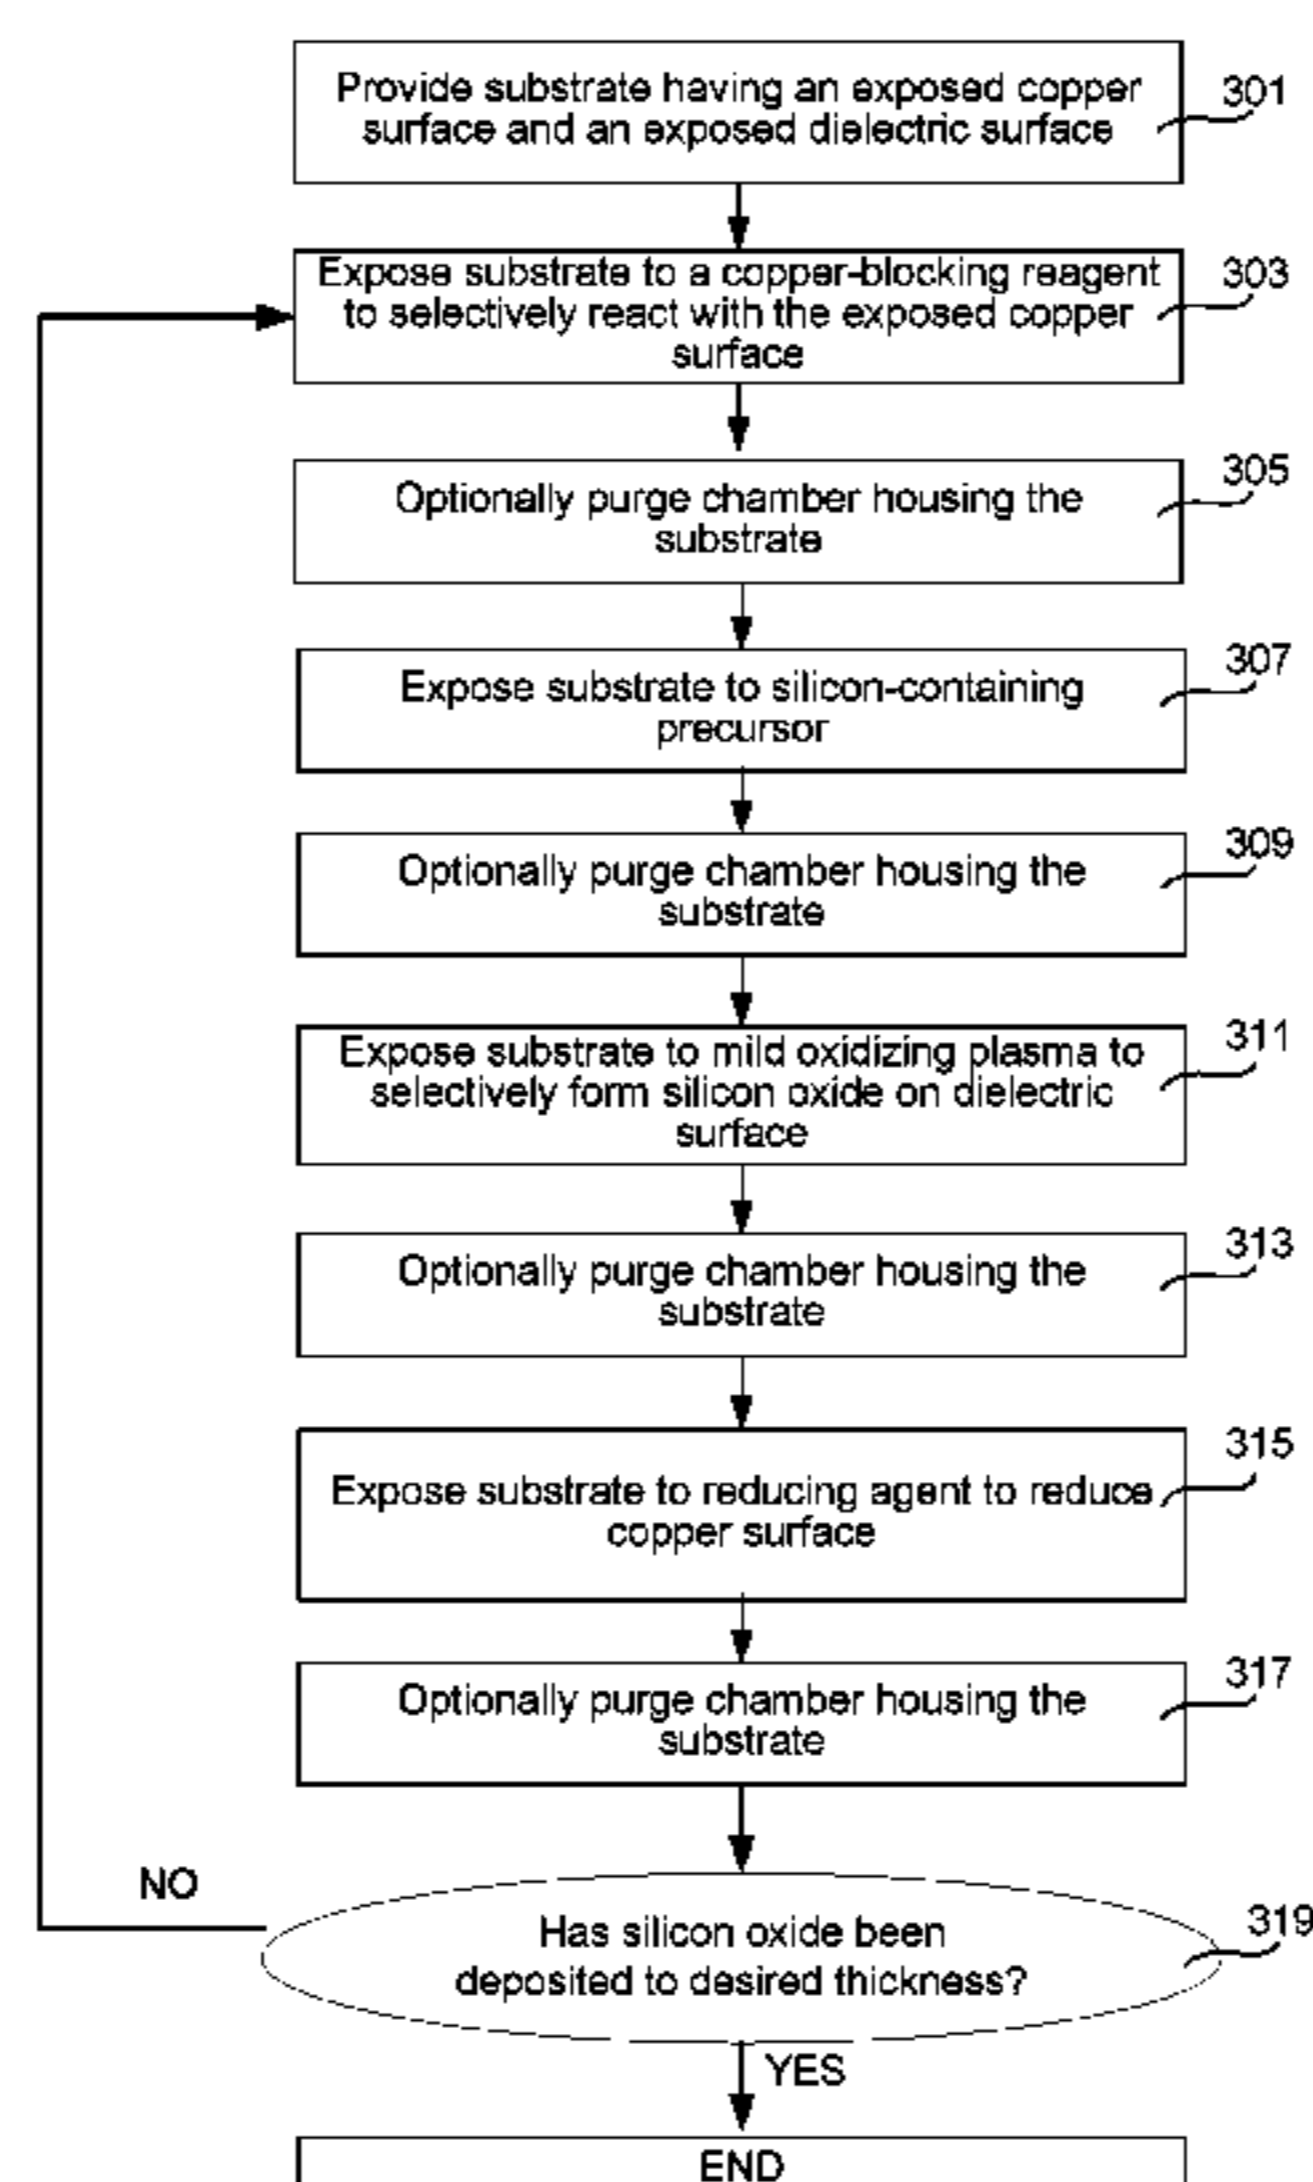 Provide substrate having an exposed copper
surface and an exposed dielectric surface
301
Expose substrate to a copper-blocking reagent
to selectively react with the exposed copper
surface
303
Optionally purge chamber housing the
substrate
305
Expose substrate to silicon-containing
precursor
307
Optionally purge chamber housing the
substrate
309
Expose substrate to mild oxidizing plasma to
selectively form silicon oxide on dielectric
surface
311
Optionally purge chamber housing the
substrate
313
Expose substrate to reducing agent to reduce
copper surface
315
Optionally purge chamber housing the
substrate
317
NO
Has silicon oxide been
deposited to desired thickness?
319
YES
END